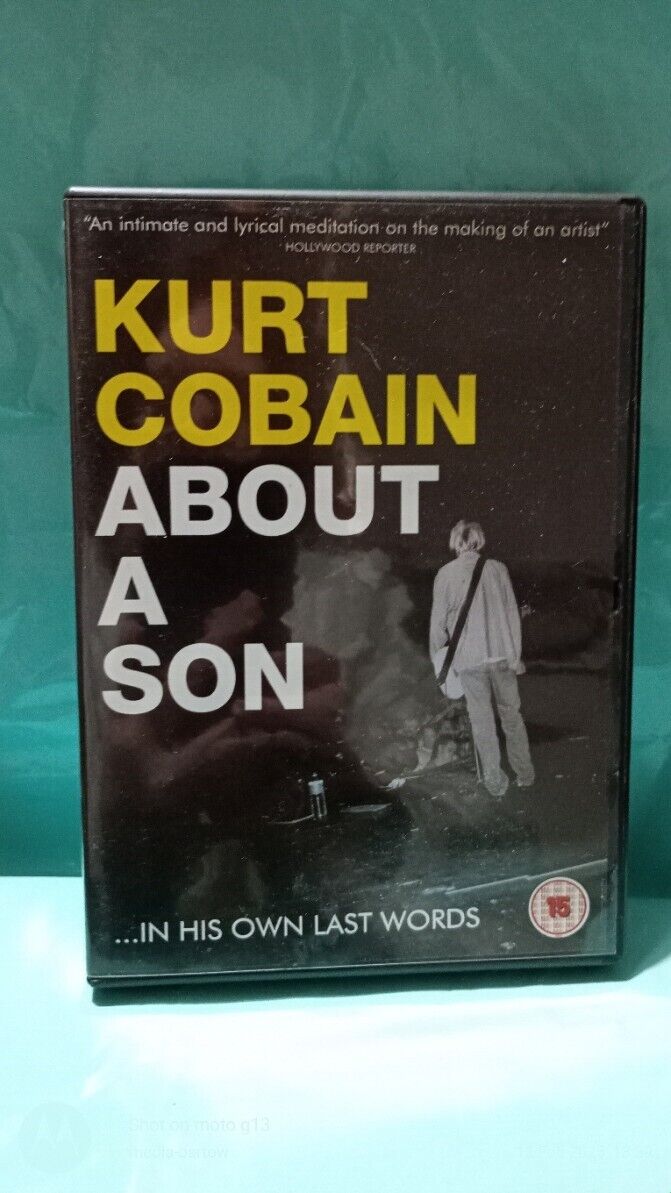 "An intimate and lyrical meditation on the making of an artist"
HOLLYWOOD REPORTER
KURT
COBAIN
ABOUT
A
SON
...IN HIS OWN LAST WORDS
15
Shot on moto g13